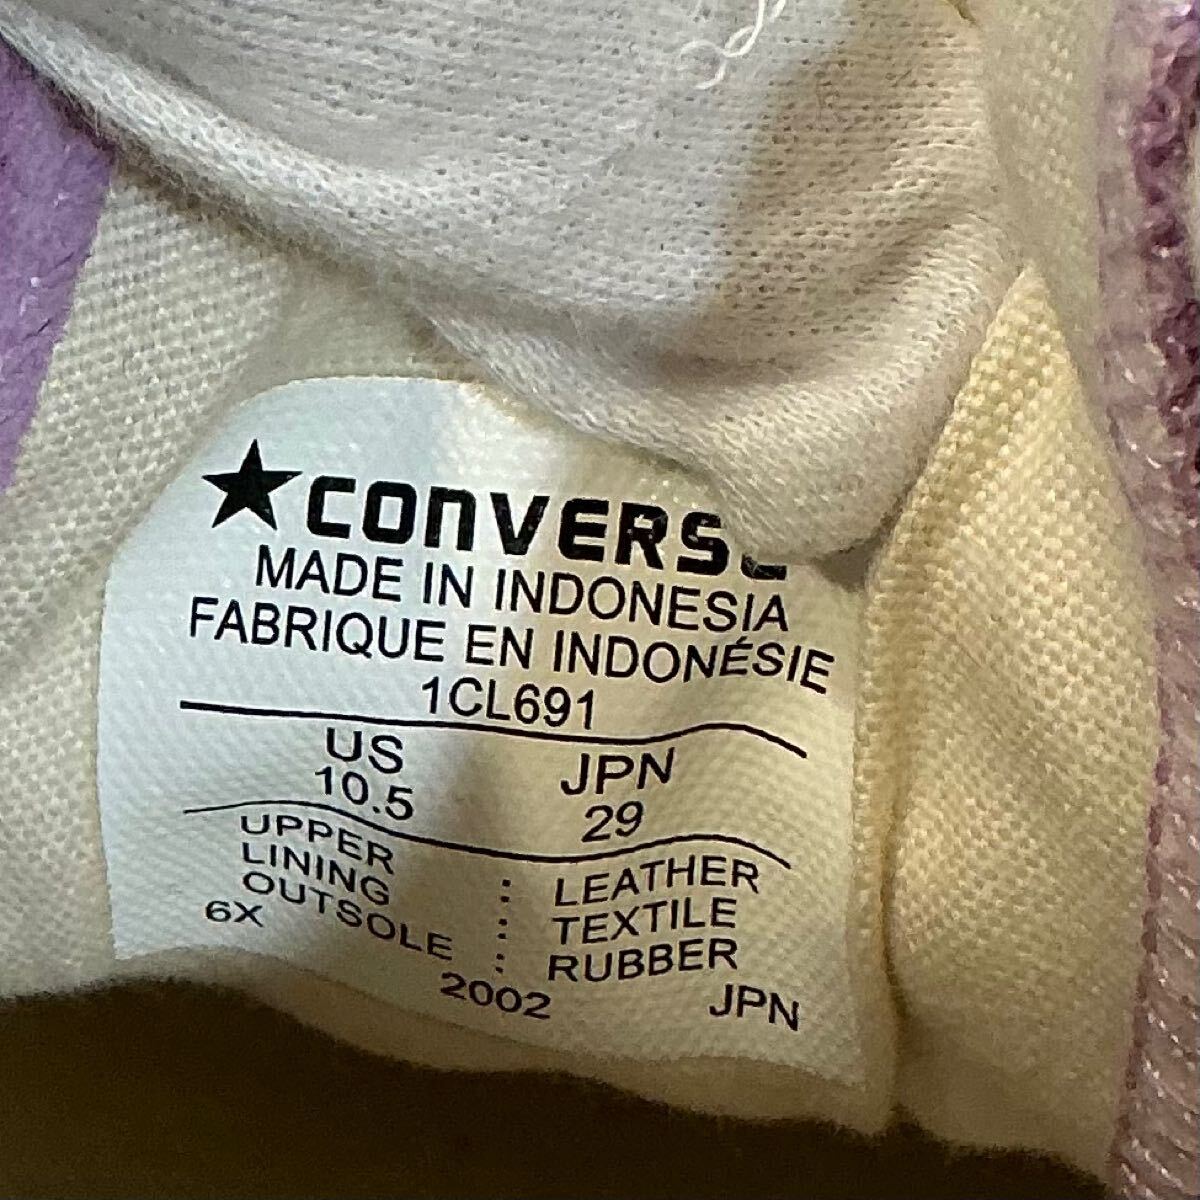 ★CONVERSE
MADE IN INDONESIA
FABRIQUE EN INDONÉSIE
1CL691
US JPN
10.5 29
UPPER : LEATHER
LINING : TEXTILE
OUTSOLE : RUBBER
6X 2002 JPN